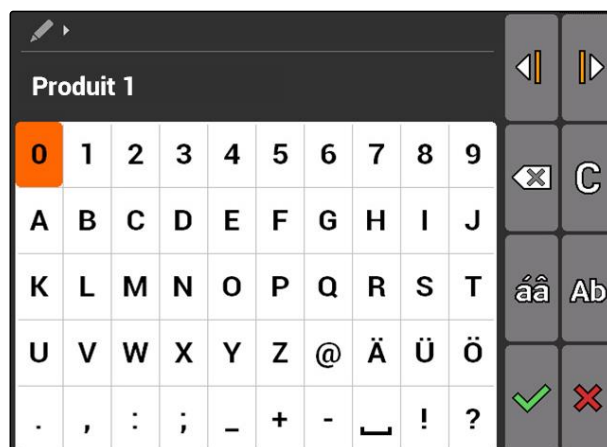 Produit 1
0 1 2 3 4 5 6 7 8 9
C
A B C D E F G H I J
K L M N O P Q R S T
áâ Ab
U V W X Y Z @ Ä Ü Ö
. , : ; _ + - ! ?